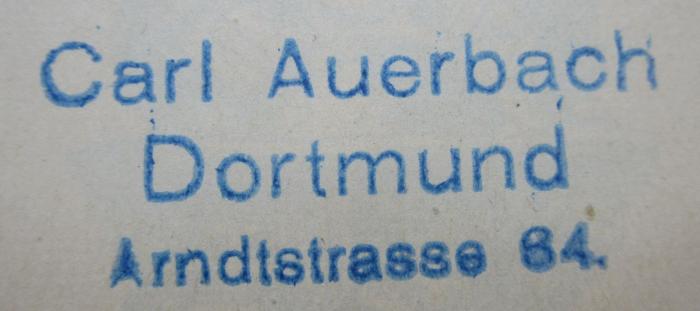 Carl Auerbach
Dortmund
Arndtstrasse 64.